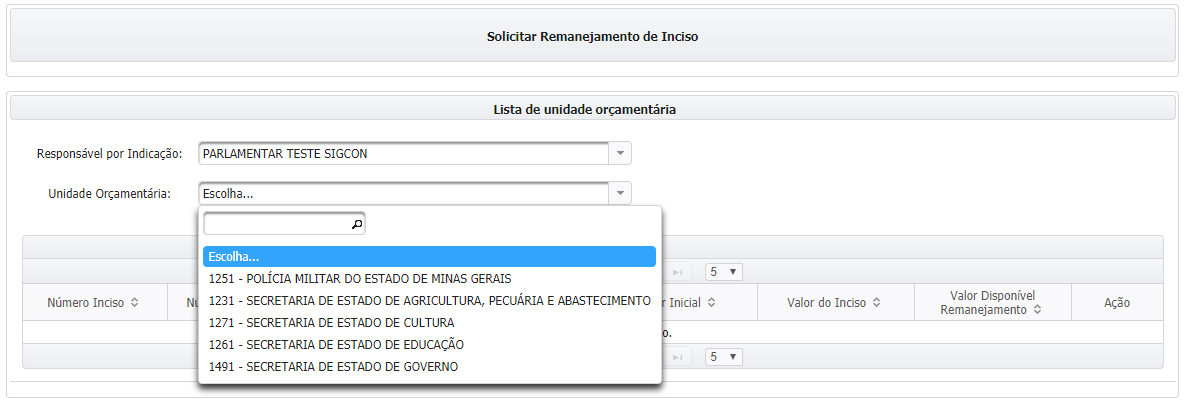 Solicitar Remanejamento de Inciso
Lista de unidade orçamentária
Responsável por Indicação: PARLAMENTAR TESTE SIGCON
Unidade Orçamentária: Escolha...
Escolha...
1251 - POLÍCIA MILITAR DO ESTADO DE MINAS GERAIS
1231 - SECRETARIA DE ESTADO DE AGRICULTURA, PECUÁRIA E ABASTECIMENTO
1271 - SECRETARIA DE ESTADO DE CULTURA
1261 - SECRETARIA DE ESTADO DE EDUCAÇÃO
1491 - SECRETARIA DE ESTADO DE GOVERNO
5
Número Inciso Inicial Valor do Inciso Valor Disponível Remanejamento Ação
5